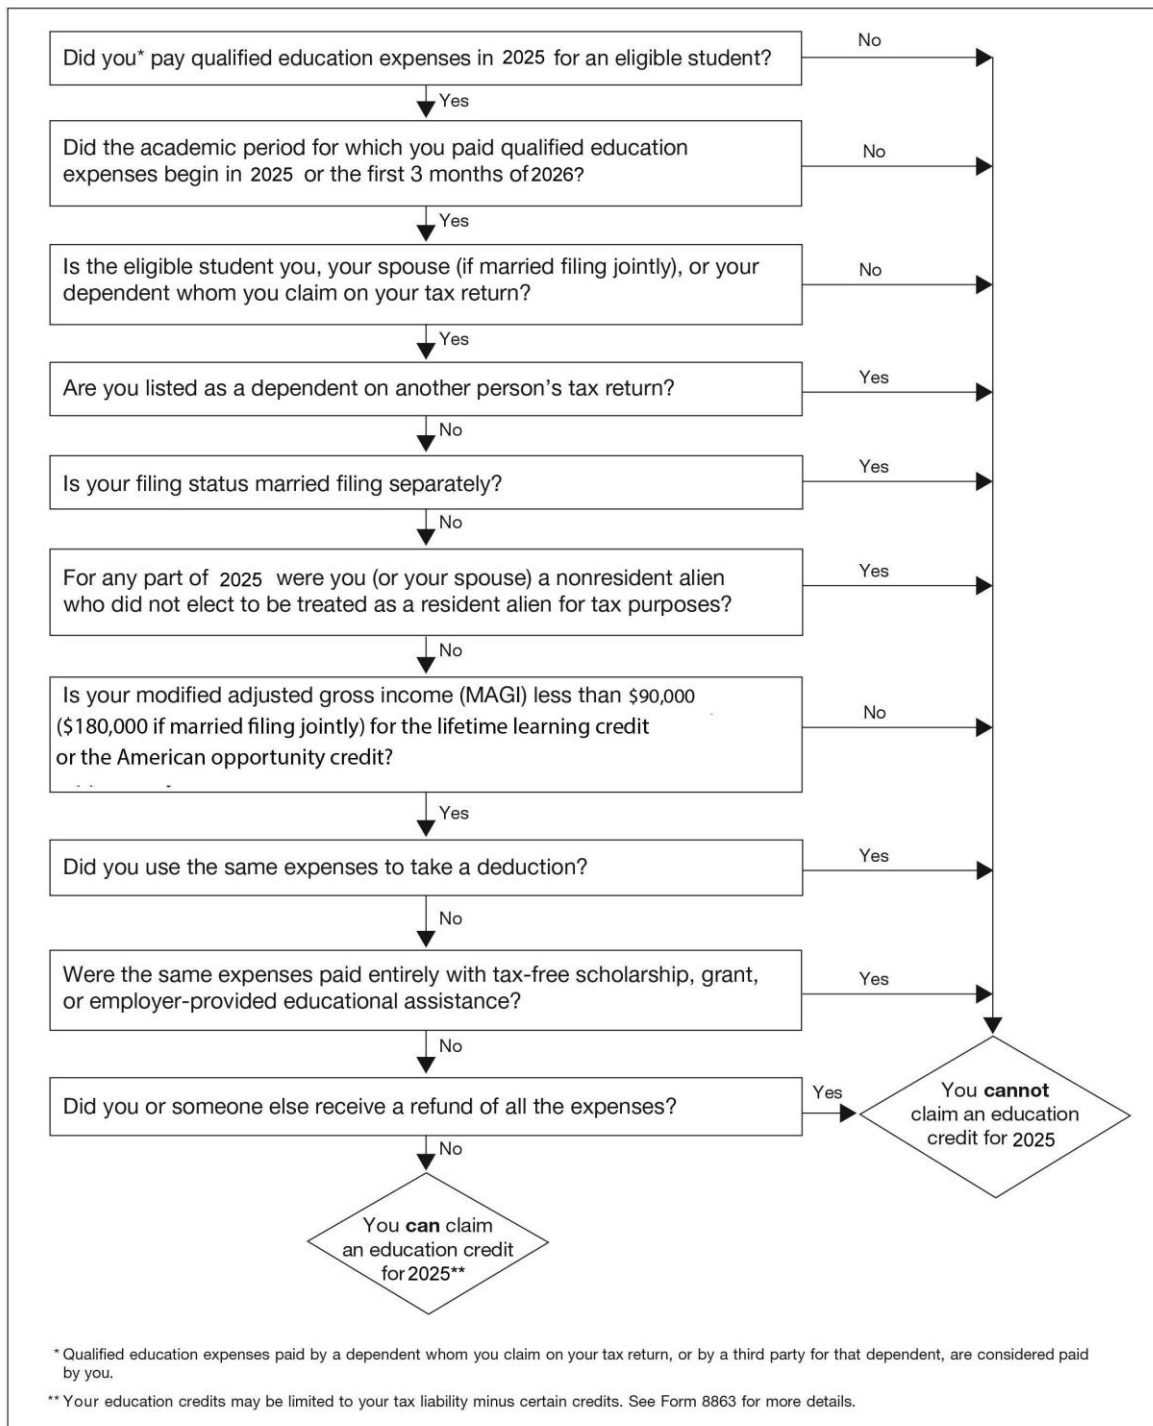 Did you* pay qualified education expenses in 2025 for an eligible student?
No
Yes
Did the academic period for which you paid qualified education
expenses begin in 2025 or the first 3 months of 2026?
No
Yes
Is the eligible student you, your spouse (if married filing jointly), or your
dependent whom you claim on your tax return?
No
Yes
Are you listed as a dependent on another person's tax return?
Yes
No
Is your filing status married filing separately?
Yes
No
For any part of 2025 were you (or your spouse) a nonresident alien
who did not elect to be treated as a resident alien for tax purposes?
Yes
No
Is your modified adjusted gross income (MAGI) less than $90,000
($180,000 if married filing jointly) for the lifetime learning credit
or the American opportunity credit?
No
Yes
Did you use the same expenses to take a deduction?
Yes
No
Were the same expenses paid entirely with tax-free scholarship, grant,
or employer-provided educational assistance?
Yes
No
Did you or someone else receive a refund of all the expenses?
Yes
No
You cannot
claim an education
credit for 2025
You can claim
an education credit
for 2025**
* Qualified education expenses paid by a dependent whom you claim on your tax return, or by a third party for that dependent, are considered paid
by you.
** Your education credits may be limited to your tax liability minus certain credits. See Form 8863 for more details.